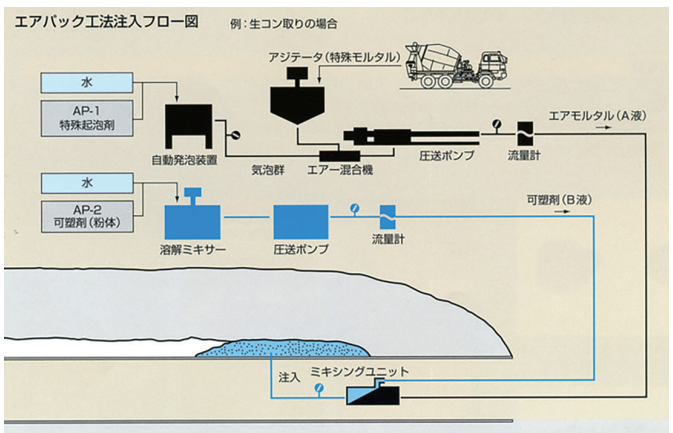 エアパック工法注入フロー図
例：生コン取りの場合
アジテータ（特殊モルタル）
水
AP-1
特殊起泡剤
自動発泡装置
気泡群
エアー混合機
圧送ポンプ
流量計
エアモルタル（A液）
水
AP-2
可塑剤（粉体）
溶解ミキサー
圧送ポンプ
流量計
可塑剤（B液）
注入
ミキシングユニット